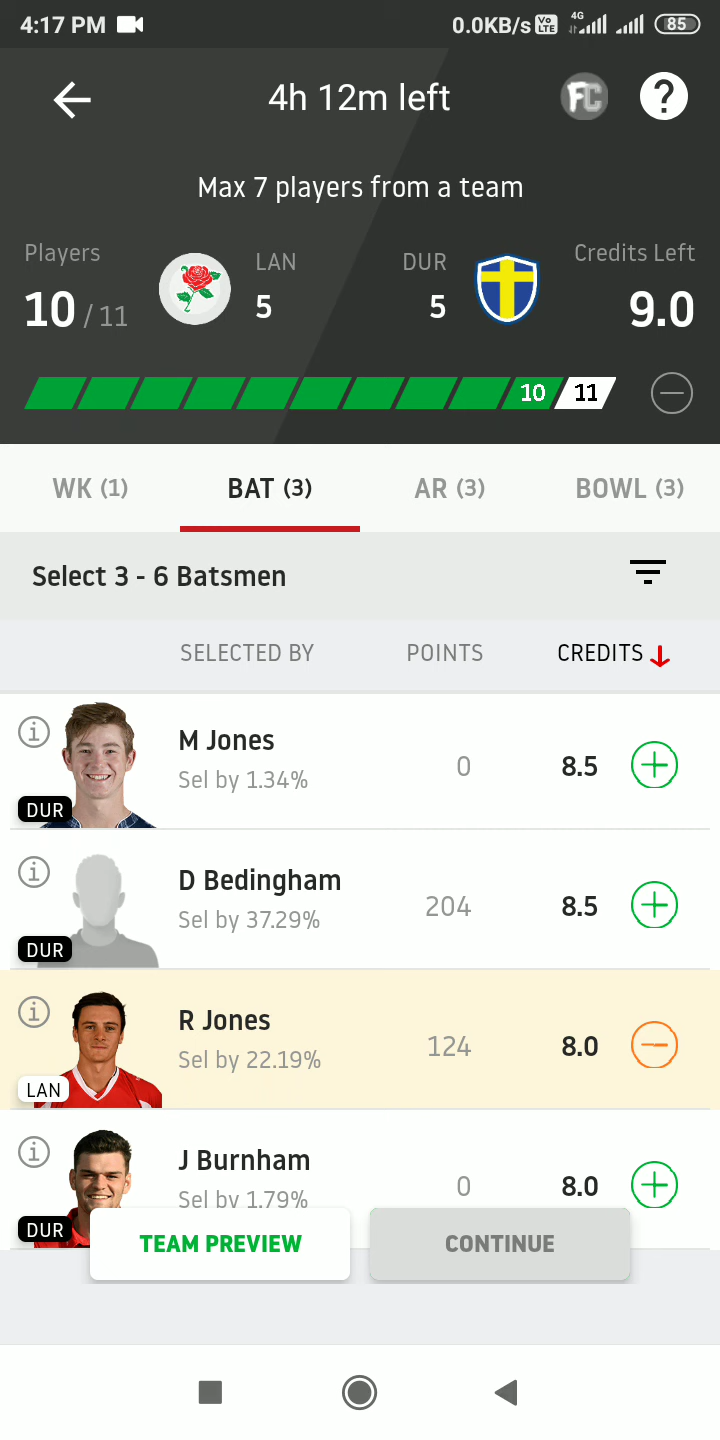 4:17 PM 0.0KB/s Vo LTE 4G 85
4h 12m left FC ?
Max 7 players from a team
Players LAN DUR Credits Left
10 / 11 5 5 9.0
10 11
WK (1) BAT (3) AR (3) BOWL (3)
Select 3 - 6 Batsmen
SELECTED BY POINTS CREDITS
M Jones
Sel by 1.34% 0 8.5
DUR
D Bedingham
Sel by 37.29% 204 8.5
DUR
R Jones
Sel by 22.19% 124 8.0
LAN
J Burnham
Sel by 1.79% 0 8.0
DUR
TEAM PREVIEW CONTINUE